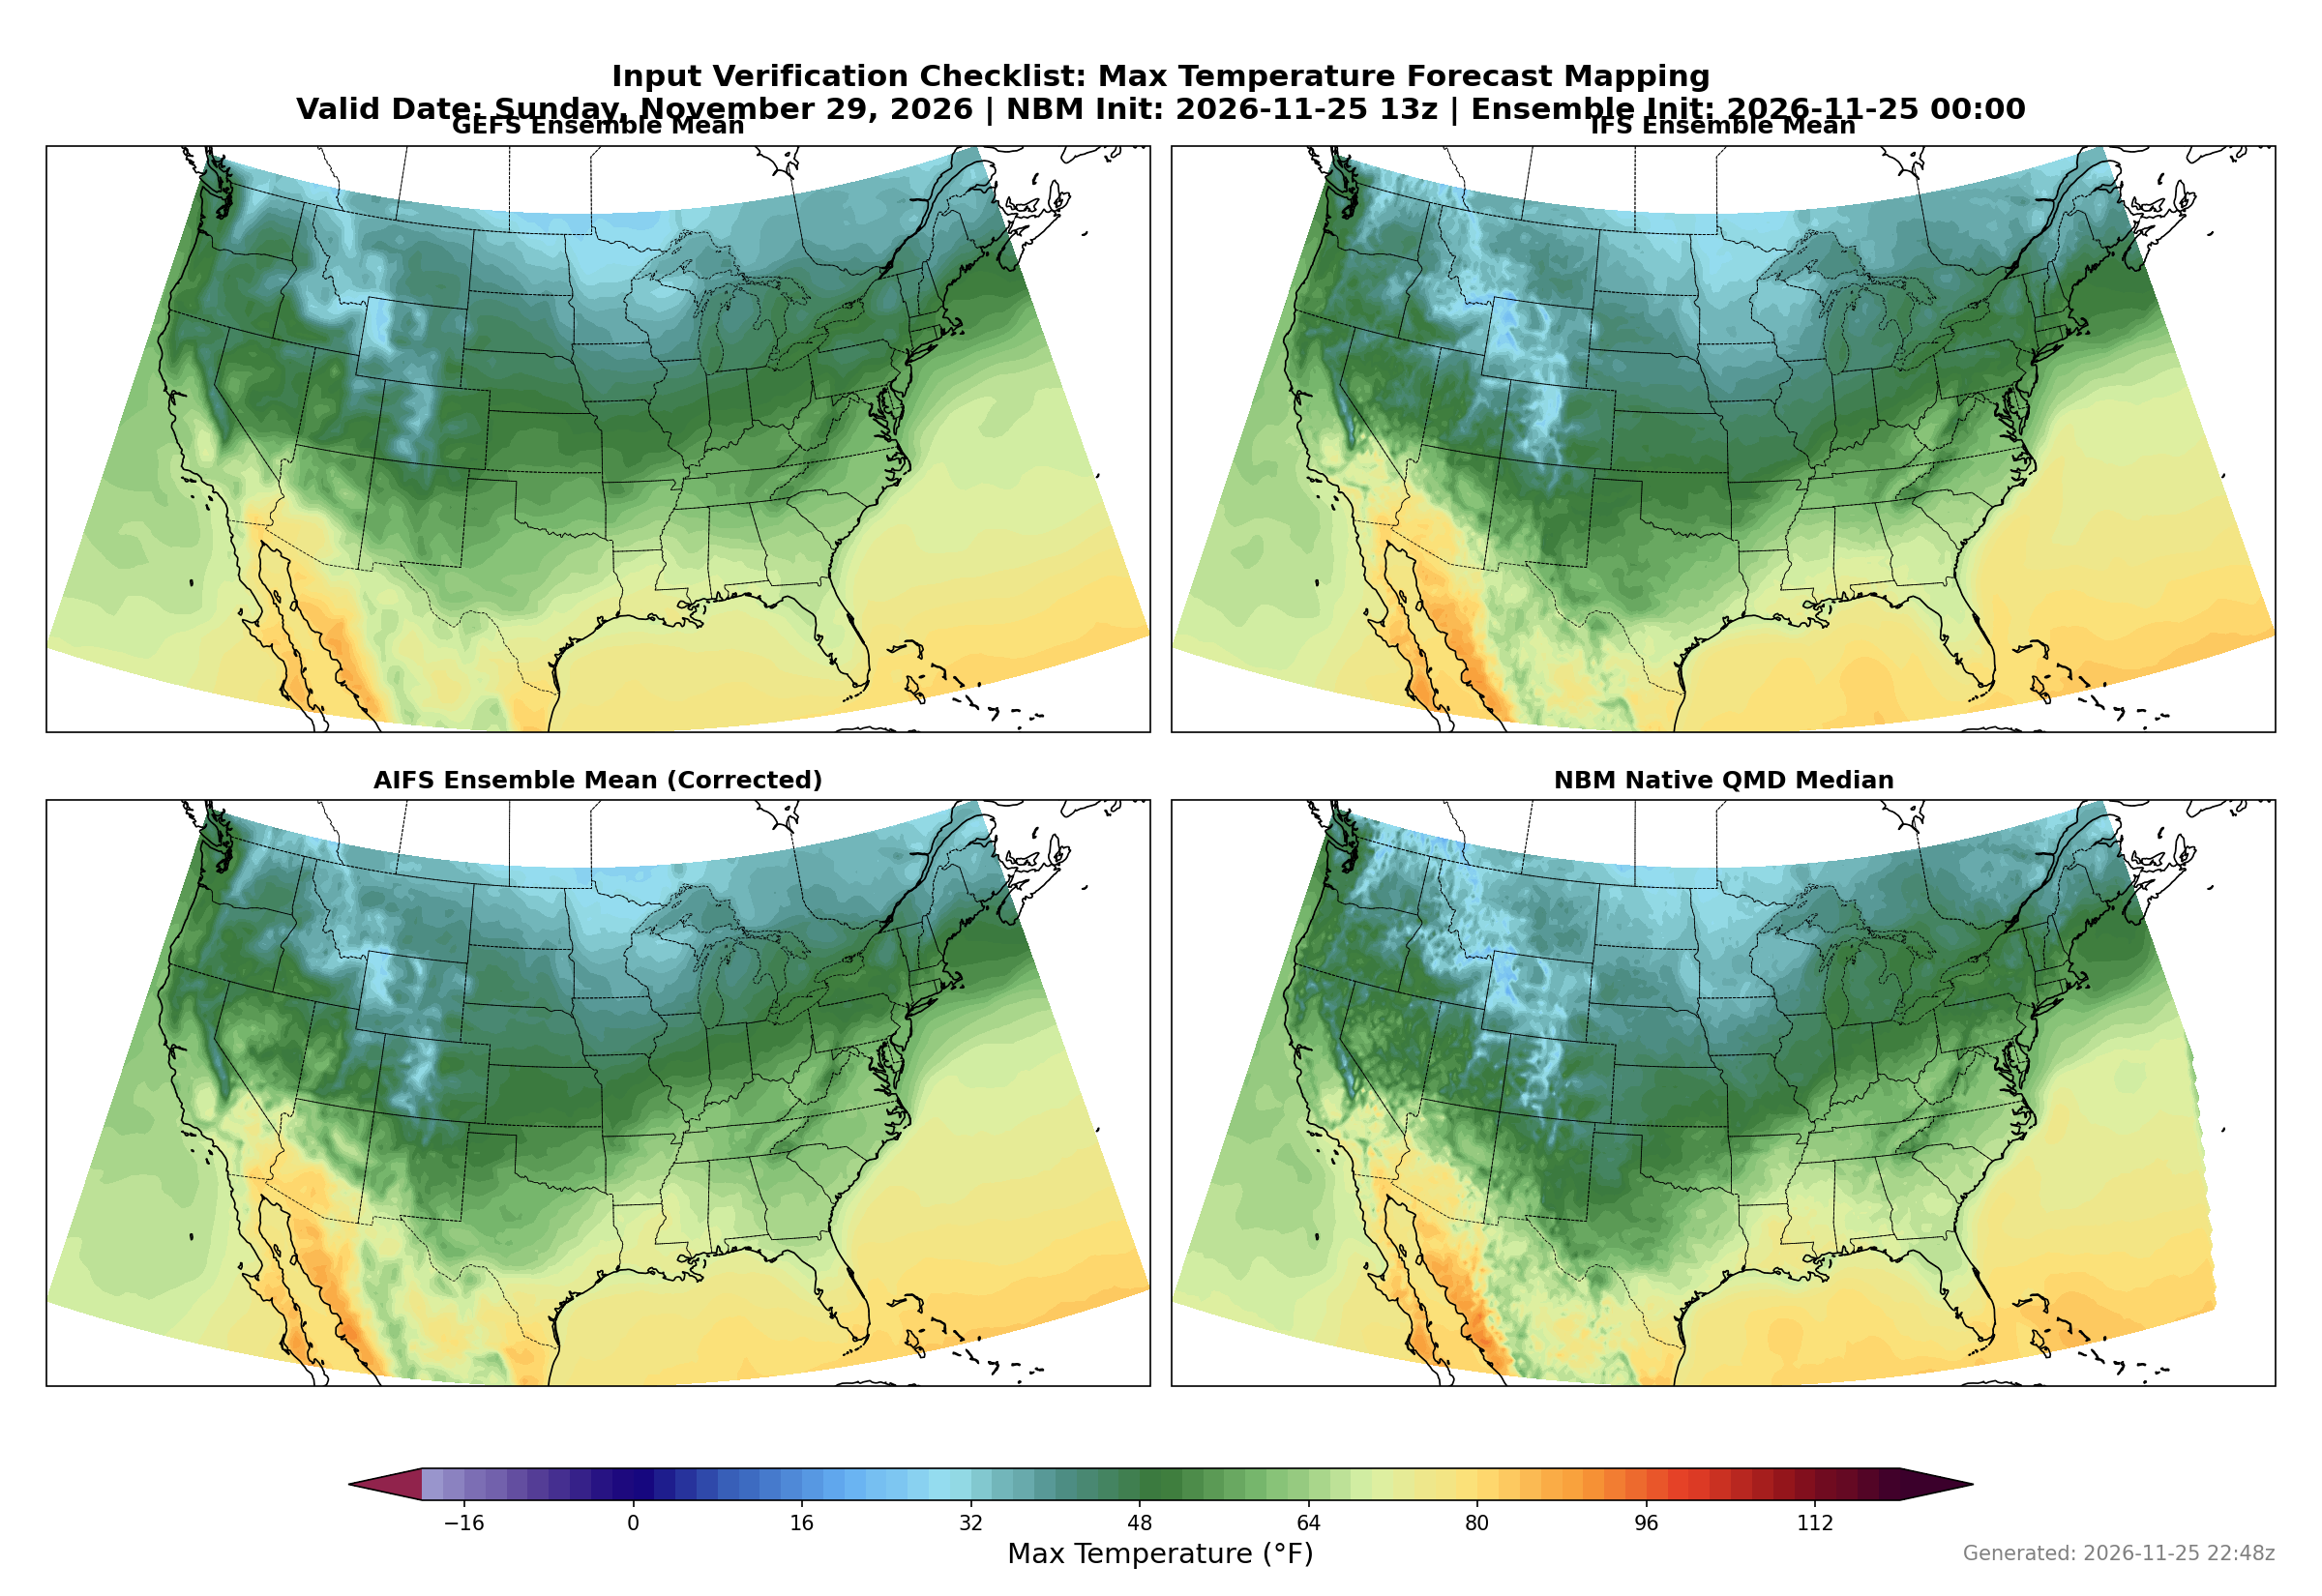 Input Verification Checklist: Max Temperature Forecast Mapping
Valid Date: Sunday, November 29, 2026 | NBM Init: 2026-11-25 13z | Ensemble Init: 2026-11-25 00:00
GEFS Ensemble Mean
IFS Ensemble Mean
AIFS Ensemble Mean (Corrected)
NBM Native QMD Median
−16 0 16 32 48 64 80 96 112
Max Temperature (°F)
Generated: 2026-11-25 22:48z